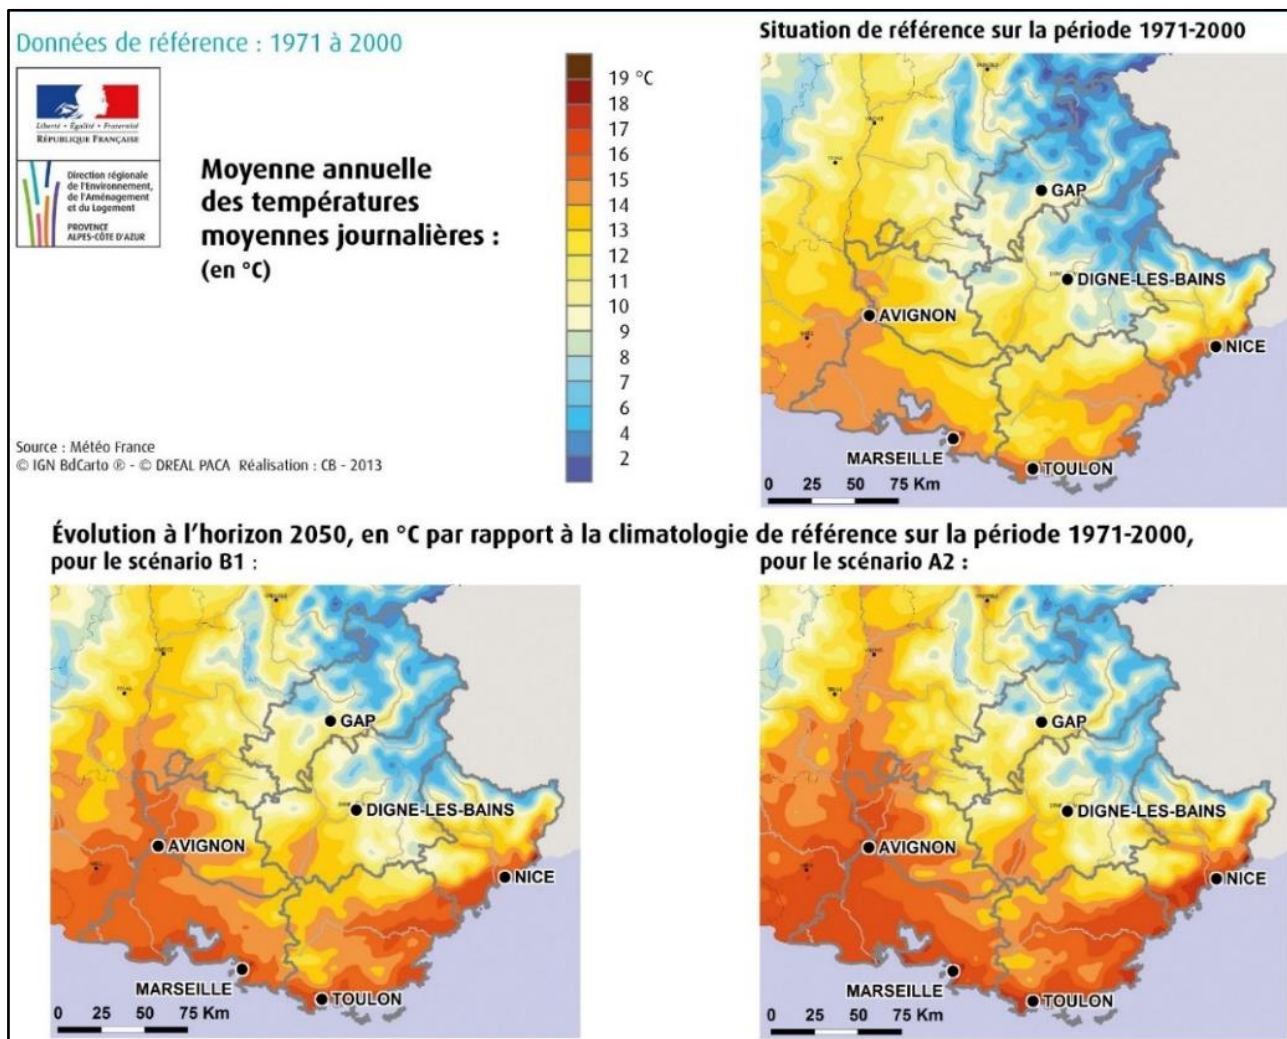 Données de référence : 1971 à 2000
Liberté • Égalité • Fraternité
RÉPUBLIQUE FRANÇAISE
Direction régionale
de l'Environnement,
de l'Aménagement
et du Logement
PROVENCE
ALPES-CÔTE D'AZUR
Moyenne annuelle
des températures
moyennes journalières :
(en °C)
Source : Météo France
© IGN BdCarto ® - © DREAL PACA Réalisation : CB - 2013
19 °C
18
17
16
15
14
13
12
11
10
9
8
7
6
4
2
Situation de référence sur la période 1971-2000
GAP
DIGNE-LES-BAINS
AVIGNON
NICE
MARSEILLE
TOULON
0 25 50 75 Km
Évolution à l'horizon 2050, en °C par rapport à la climatologie de référence sur la période 1971-2000,
pour le scénario B1 :
GAP
DIGNE-LES-BAINS
AVIGNON
NICE
MARSEILLE
TOULON
0 25 50 75 Km
pour le scénario A2 :
GAP
DIGNE-LES-BAINS
AVIGNON
NICE
MARSEILLE
TOULON
0 25 50 75 Km